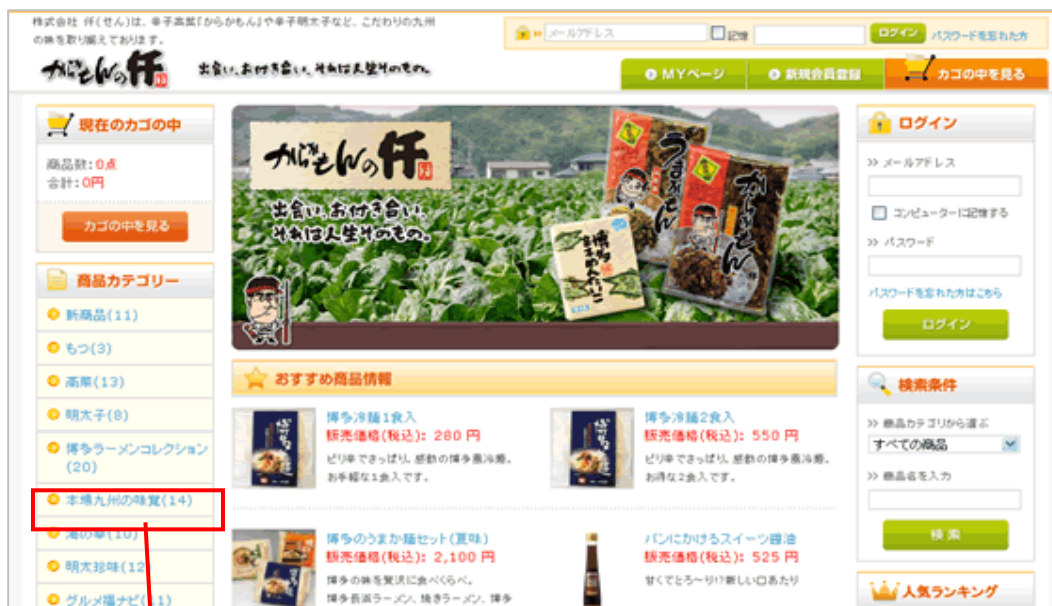 株式会社 仟(せん)は、辛子高菜『からかもん』や辛子明太子など、こだわりの九州
の味を取り揃えております。
メールアドレス
記憶
ログイン
パスワードを忘れた方
からもんの仟
出会い、お付き合い、それは人生そのもの。
MYページ
新規会員登録
カゴの中を見る
現在のカゴの中
商品数:0点
合計:0円
カゴの中を見る
商品カテゴリー
新商品(11)
もつ(3)
高菜(13)
明太子(8)
博多ラーメンコレクション
(20)
本場九州の味覚(14)
海の幸(10)
明太珍味(12)
グルメ福ナビ(11)
出会い、お付き合い、
それは人生そのもの。
おすすめ商品情報
博多冷麺1食入
販売価格(税込): 280 円
ピリ辛でさっぱり。感動の博多風冷麺。
お手軽な1食入です。
博多冷麺2食入
販売価格(税込): 550 円
ピリ辛でさっぱり。感動の博多風冷麺。
お得な2食入です。
博多のうまか麺セット(夏味)
販売価格(税込): 2,100 円
博多の味を贅沢に食べくらべ。
博多長浜ラーメン、焼きラーメン、博多
パンにかけるスイーツ醤油
販売価格(税込): 525 円
甘くてとろ〜り!?新しい口あたり
ログイン
>> メールアドレス
コンピューターに記憶する
>> パスワード
パスワードを忘れた方はこちら
ログイン
検索条件
>> 商品カテゴリから選ぶ
すべての商品
>> 商品名を入力
検索
人気ランキング